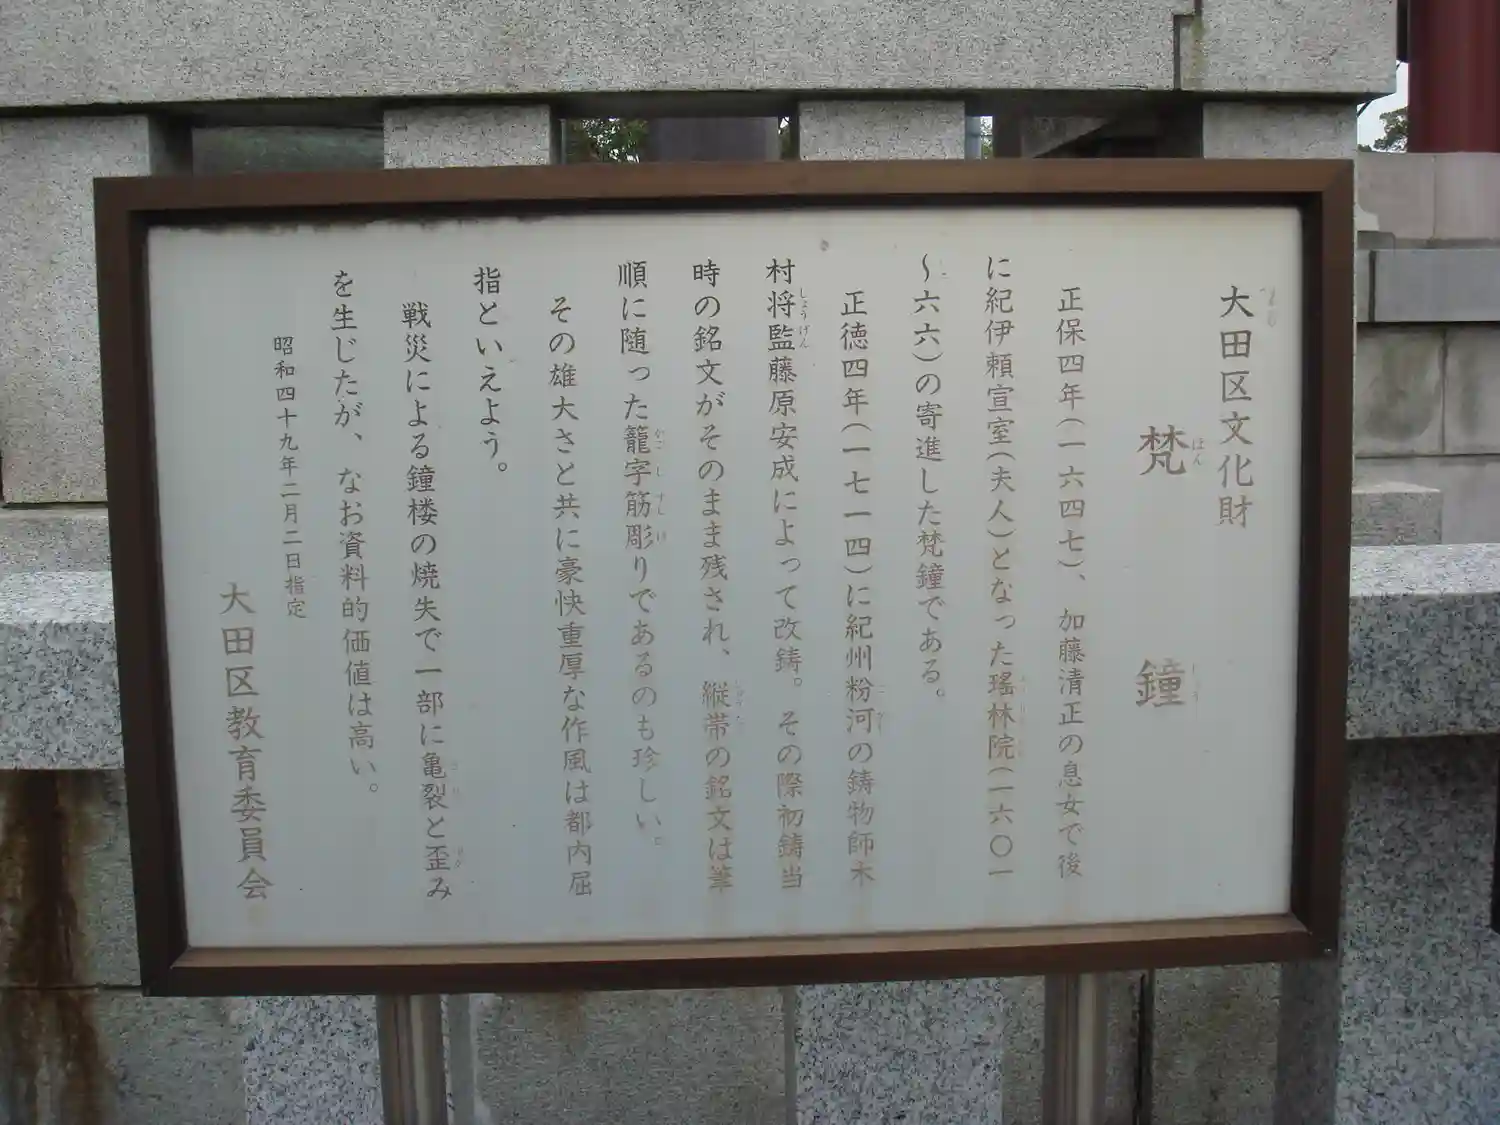 大田区文化財
梵鐘
正保四年(一六四七)、加藤清正の息女で後
に紀伊頼宣室(夫人)となった瑤林院(一六〇一
〜六六)の寄進した梵鐘である。
正徳四年(一七一四)に紀州粉河の鋳物師木
村将監藤原安成によって改鋳。その際初鋳当
時の銘文がそのまま残され、縦帯の銘文は筆
順に随った籠字筋彫りであるのも珍しい。
その雄大さと共に豪快重厚な作風は都内屈
指といえよう。
戦災による鐘楼の焼失で一部に亀裂と歪み
を生じたが、なお資料的価値は高い。
昭和四十九年二月二日指定
大田区教育委員会